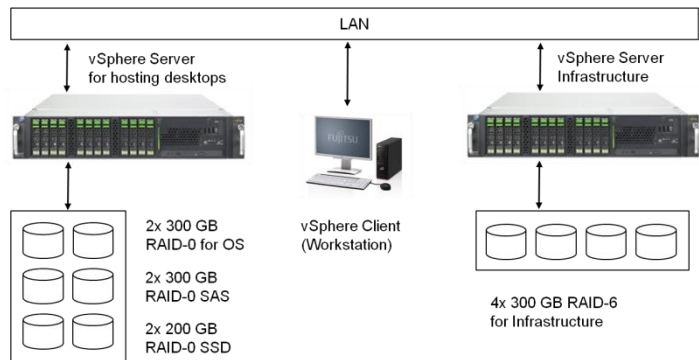 LAN
vSphere Server
for hosting desktops
vSphere Server
Infrastructure
FUJITSU
2x 300 GB
RAID-0 for OS
2x 300 GB
RAID-0 SAS
2x 200 GB
RAID-0 SSD
vSphere Client
(Workstation)
4x 300 GB RAID-6
for Infrastructure